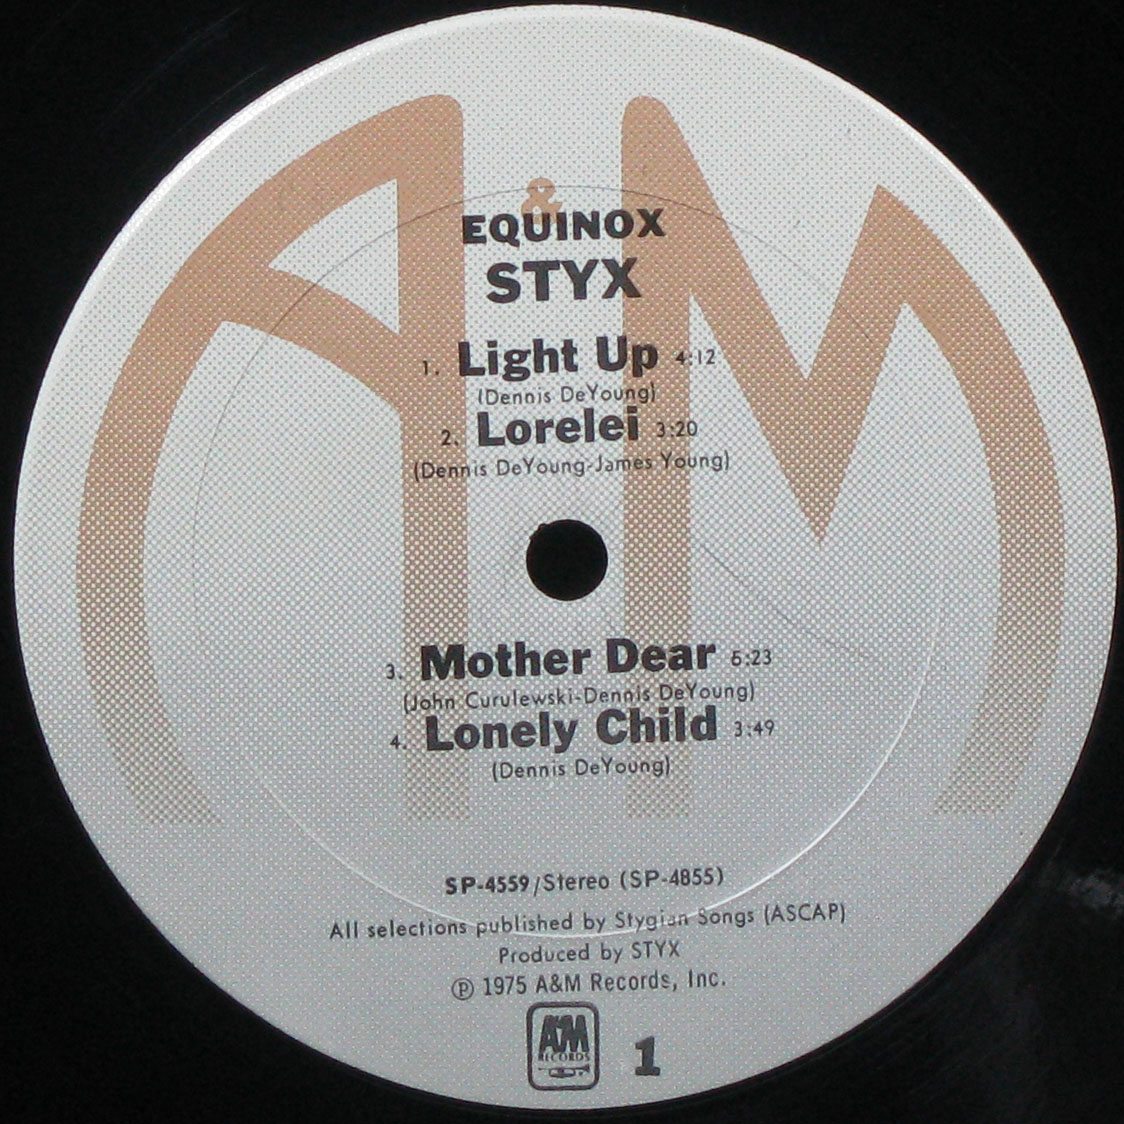 A&M
EQUINOX
STYX
1. Light Up 4:12
(Dennis DeYoung)
2. Lorelei 3:20
(Dennis DeYoung-James Young)
3. Mother Dear 5:23
(John Curulewski-Dennis DeYoung)
4. Lonely Child 3:49
(Dennis DeYoung)
SP-4559/Stereo (SP-4855)
All selections published by Stygian Songs (ASCAP)
Produced by STYX
℗ 1975 A&M Records, Inc.
A&M
RECORDS
1